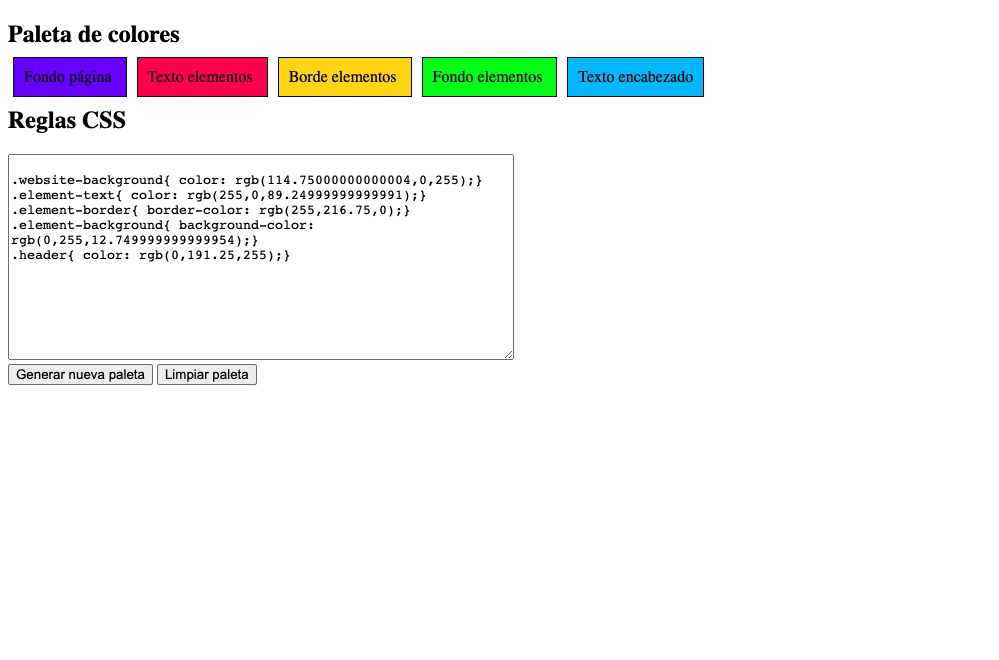 Paleta de colores
Fondo página Texto elementos Borde elementos Fondo elementos Texto encabezado
Reglas CSS
.website-background{ color: rgb(114.75000000000004,0,255);}
.element-text{ color: rgb(255,0,89.24999999999991);}
.element-border{ border-color: rgb(255,216.75,0);}
.element-background{ background-color:
rgb(0,255,12.749999999999954);}
.header{ color: rgb(0,191.25,255);}
Generar nueva paleta Limpiar paleta